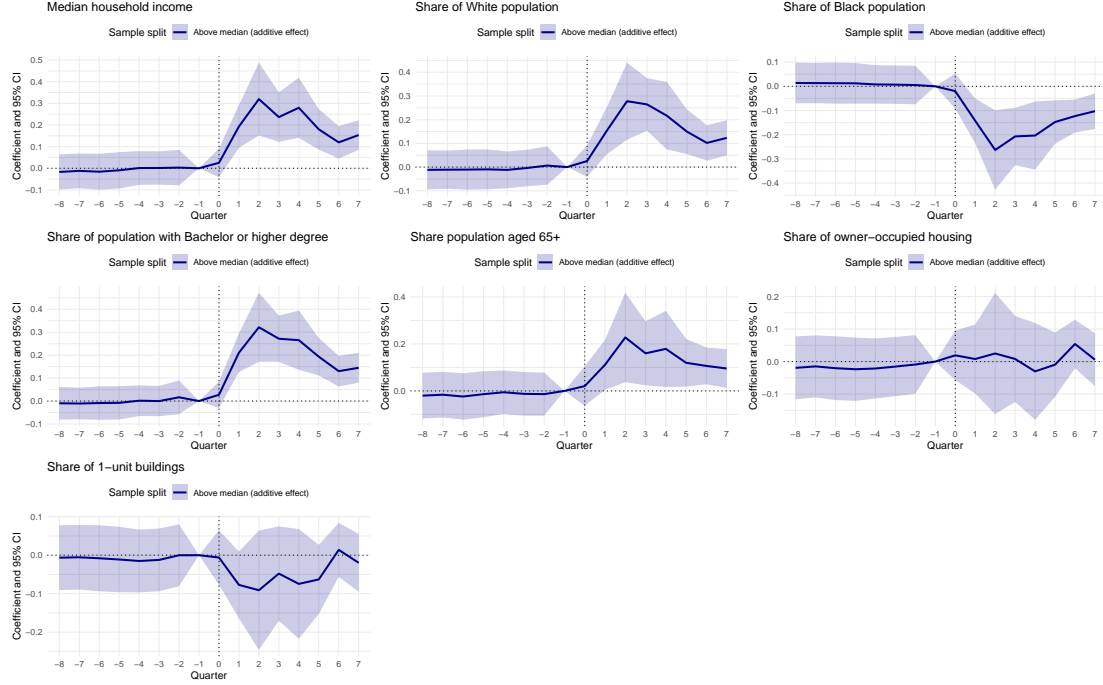 Median household income
Sample split Above median (additive effect)
Coefficient and 95% CI
0.5
0.4
0.3
0.2
0.1
0.0
−0.1
−8 −7 −6 −5 −4 −3 −2 −1 0 1 2 3 4 5 6 7
Quarter
Share of White population
Sample split Above median (additive effect)
Coefficient and 95% CI
0.4
0.3
0.2
0.1
0.0
−0.1
−8 −7 −6 −5 −4 −3 −2 −1 0 1 2 3 4 5 6 7
Quarter
Share of Black population
Sample split Above median (additive effect)
Coefficient and 95% CI
0.1
0.0
−0.1
−0.2
−0.3
−0.4
−8 −7 −6 −5 −4 −3 −2 −1 0 1 2 3 4 5 6 7
Quarter
Share of population with Bachelor or higher degree
Sample split Above median (additive effect)
Coefficient and 95% CI
0.4
0.3
0.2
0.1
0.0
−0.1
−8 −7 −6 −5 −4 −3 −2 −1 0 1 2 3 4 5 6 7
Quarter
Share population aged 65+
Sample split Above median (additive effect)
Coefficient and 95% CI
0.4
0.2
0.0
−8 −7 −6 −5 −4 −3 −2 −1 0 1 2 3 4 5 6 7
Quarter
Share of owner−occupied housing
Sample split Above median (additive effect)
Coefficient and 95% CI
0.2
0.1
0.0
−0.1
−8 −7 −6 −5 −4 −3 −2 −1 0 1 2 3 4 5 6 7
Quarter
Share of 1−unit buildings
Sample split Above median (additive effect)
Coefficient and 95% CI
0.1
0.0
−0.1
−0.2
−8 −7 −6 −5 −4 −3 −2 −1 0 1 2 3 4 5 6 7
Quarter